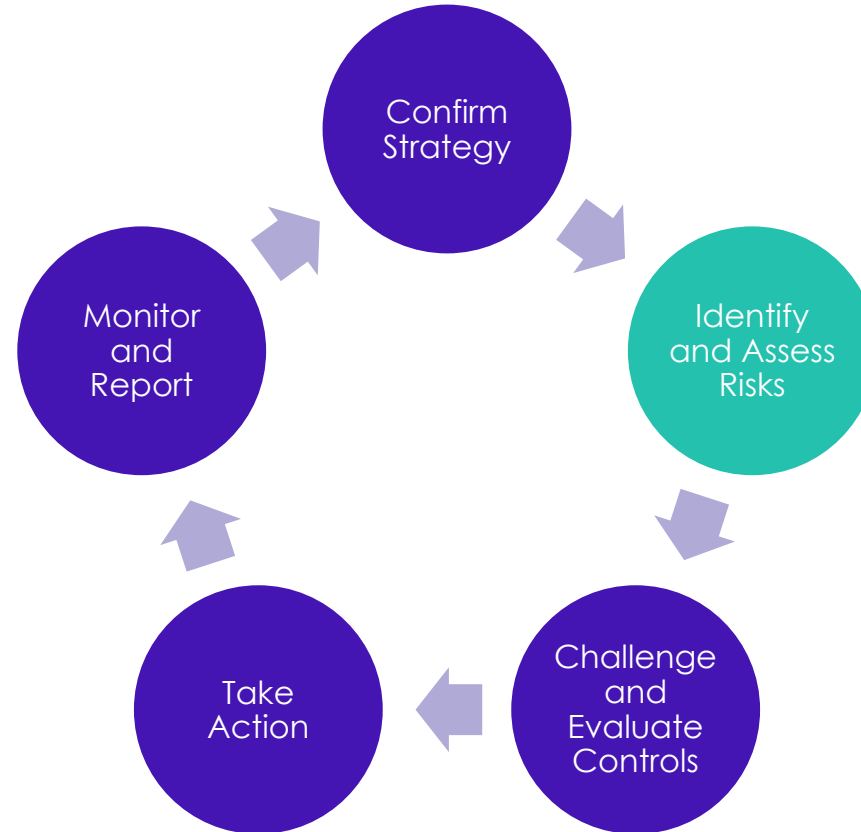 Confirm
Strategy
Identify
and Assess
Risks
Challenge
and
Evaluate
Controls
Take
Action
Monitor
and
Report